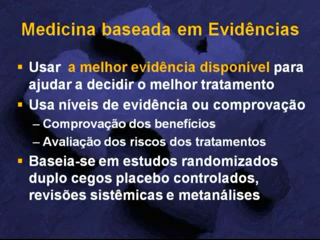 Medicina baseada em Evidências
Usar a melhor evidência disponível para
ajudar a decidir o melhor tratamento
Usa níveis de evidência ou comprovação
– Comprovação dos benefícios
– Avaliação dos riscos dos tratamentos
Baseia-se em estudos randomizados
duplo cegos placebo controlados,
revisões sistêmicas e metanálises